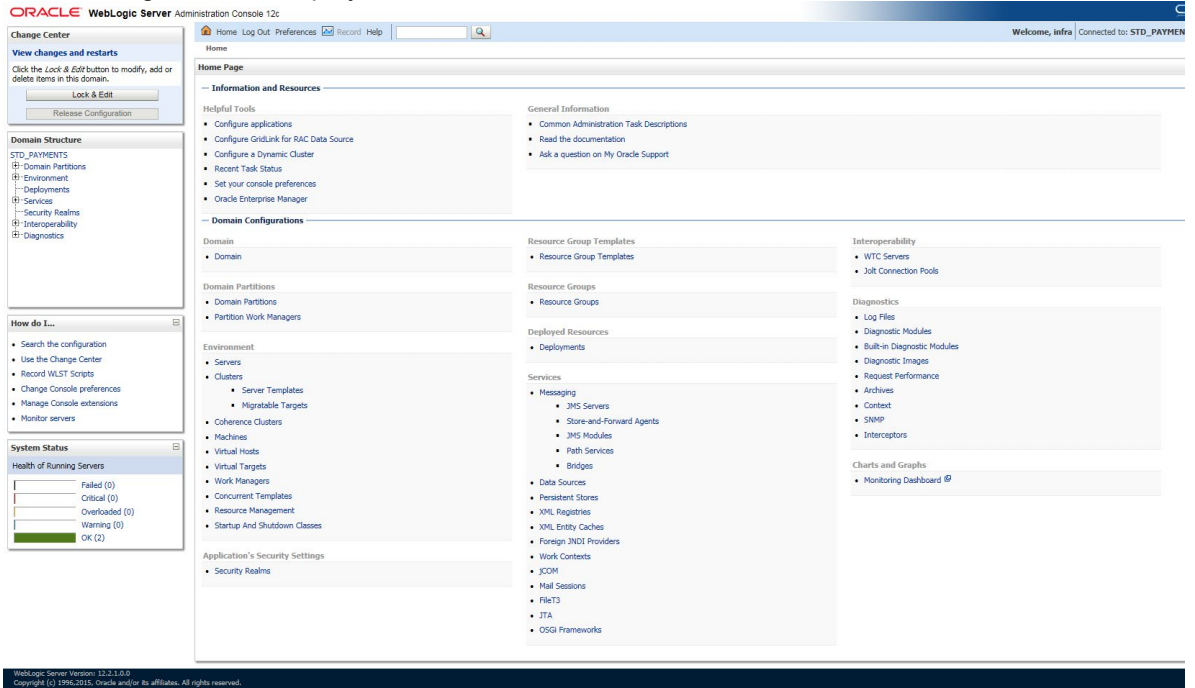 ORACLE WebLogic Server Administration Console 12c
Change Center
View changes and restarts
Click the Lock & Edit button to modify, add or
delete items in this domain.
Lock & Edit
Release Configuration
Domain Structure
STD_PAYMENTS
Domain Partitions
Environment
Deployments
Services
Security Realms
Interoperability
Diagnostics
How do I...
Search the configuration
Use the Change Center
Record WLST Scripts
Change Console preferences
Manage Console extensions
Monitor servers
System Status
Health of Running Servers
Failed (0)
Critical (0)
Overloaded (0)
Warning (0)
OK (2)
Home Log Out Preferences Record Help
Welcome, infra Connected to: STD_PAYMEN
Home
Home Page
Information and Resources
Helpful Tools
Configure applications
Configure GridLink for RAC Data Source
Configure a Dynamic Cluster
Recent Task Status
Set your console preferences
Oracle Enterprise Manager
General Information
Common Administration Task Descriptions
Read the documentation
Ask a question on My Oracle Support
Domain Configurations
Domain
Domain
Domain Partitions
Domain Partitions
Partition Work Managers
Environment
Servers
Clusters
Server Templates
Migratable Targets
Coherence Clusters
Machines
Virtual Hosts
Virtual Targets
Work Managers
Concurrent Templates
Resource Management
Startup And Shutdown Classes
Application's Security Settings
Security Realms
Resource Group Templates
Resource Group Templates
Resource Groups
Resource Groups
Deployed Resources
Deployments
Services
Messaging
JMS Servers
Store-and-Forward Agents
JMS Modules
Path Services
Bridges
Data Sources
Persistent Stores
XML Registries
XML Entity Caches
Foreign JNDI Providers
Work Contexts
jCOM
Mail Sessions
FileT3
JTA
OSGi Frameworks
Interoperability
WTC Servers
Jolt Connection Pools
Diagnostics
Log Files
Diagnostic Modules
Built-in Diagnostic Modules
Diagnostic Images
Request Performance
Archives
Context
SNMP
Interceptors
Charts and Graphs
Monitoring Dashboard
WebLogic Server Version: 12.2.1.0.0
Copyright (c) 1996,2015, Oracle and/or its affiliates. All rights reserved.